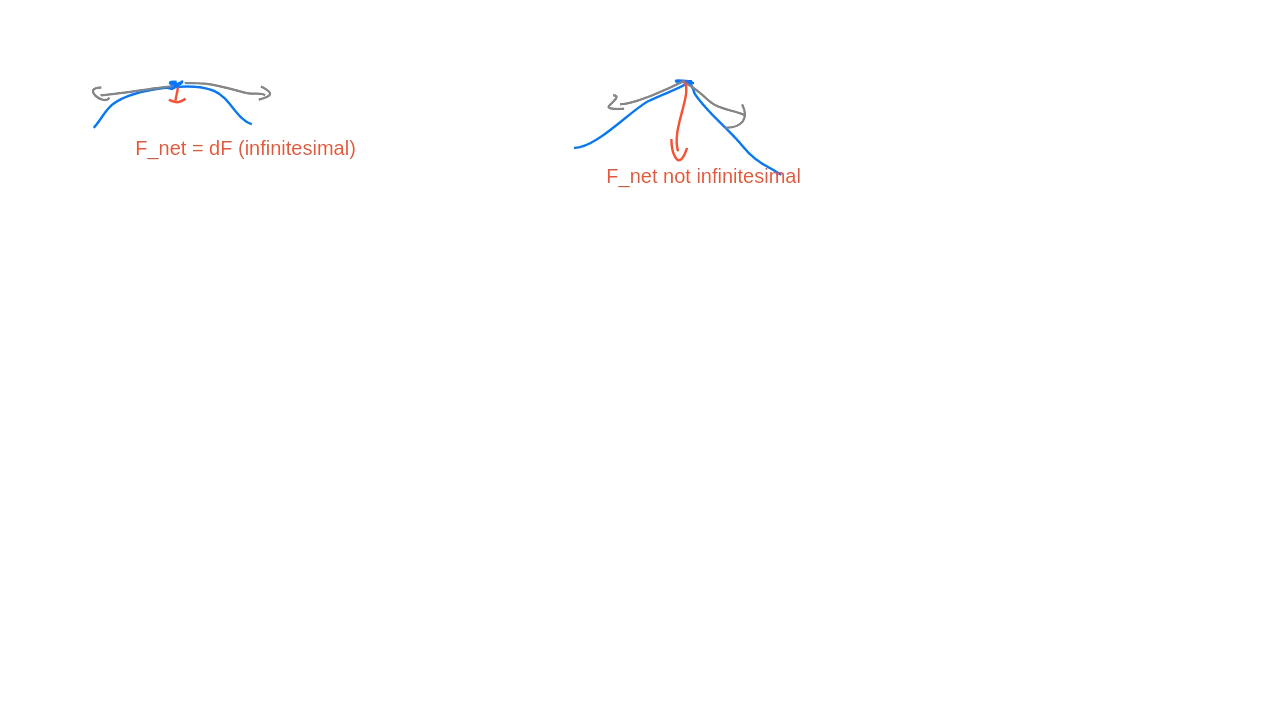 F_net = dF (infinitesimal)
F_net not infinitesimal